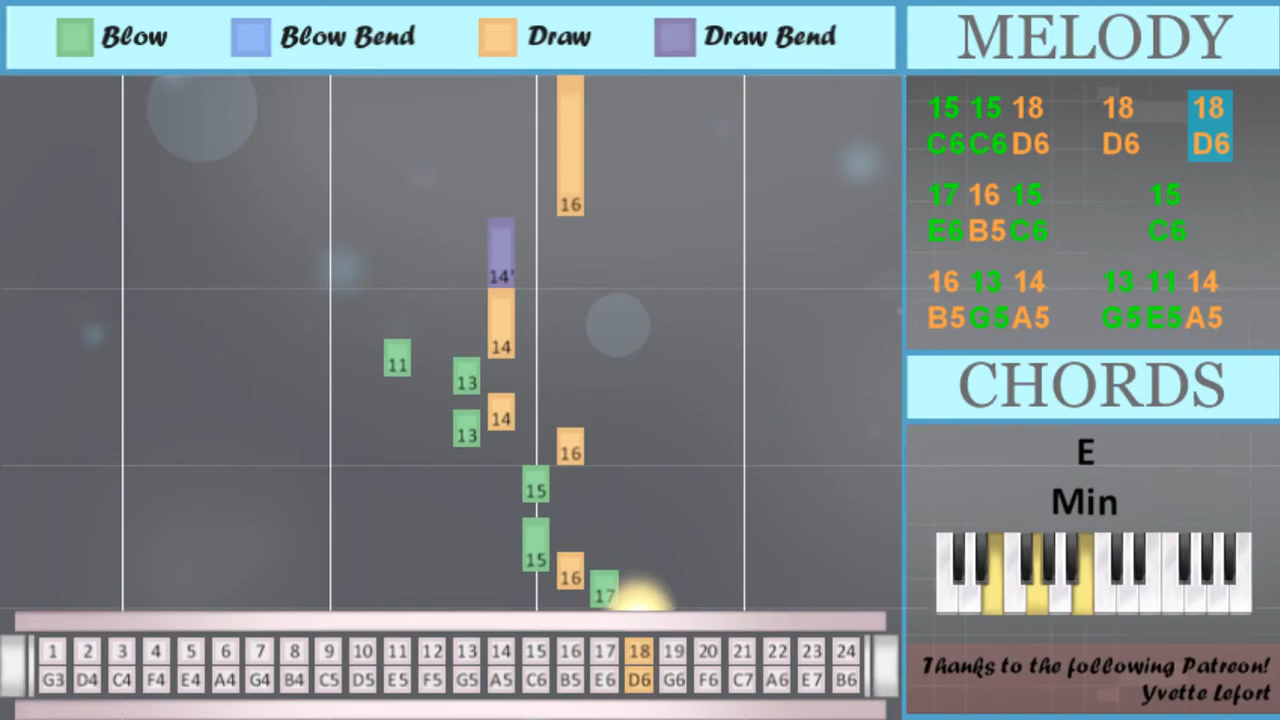 Blow Blow Bend Draw Draw Bend
MELODY
15 15 18 18 18
C6 C6 D6 D6 D6
17 16 15 15
E6 B5 C6 C6
16 13 14 13 11 14
B5 G5 A5 G5 E5 A5
CHORDS
E
Min
16
14'
14
11
13
14
13
16
15
15
16
17
1 2 3 4 5 6 7 8 9 10 11 12 13 14 15 16 17 18 19 20 21 22 23 24
G3 D4 C4 F4 E4 A4 G4 B4 C5 D5 E5 F5 G5 A5 C6 B5 E6 D6 G6 F6 C7 A6 E7 B6
Thanks to the following Patreon!
Yvette Lefort